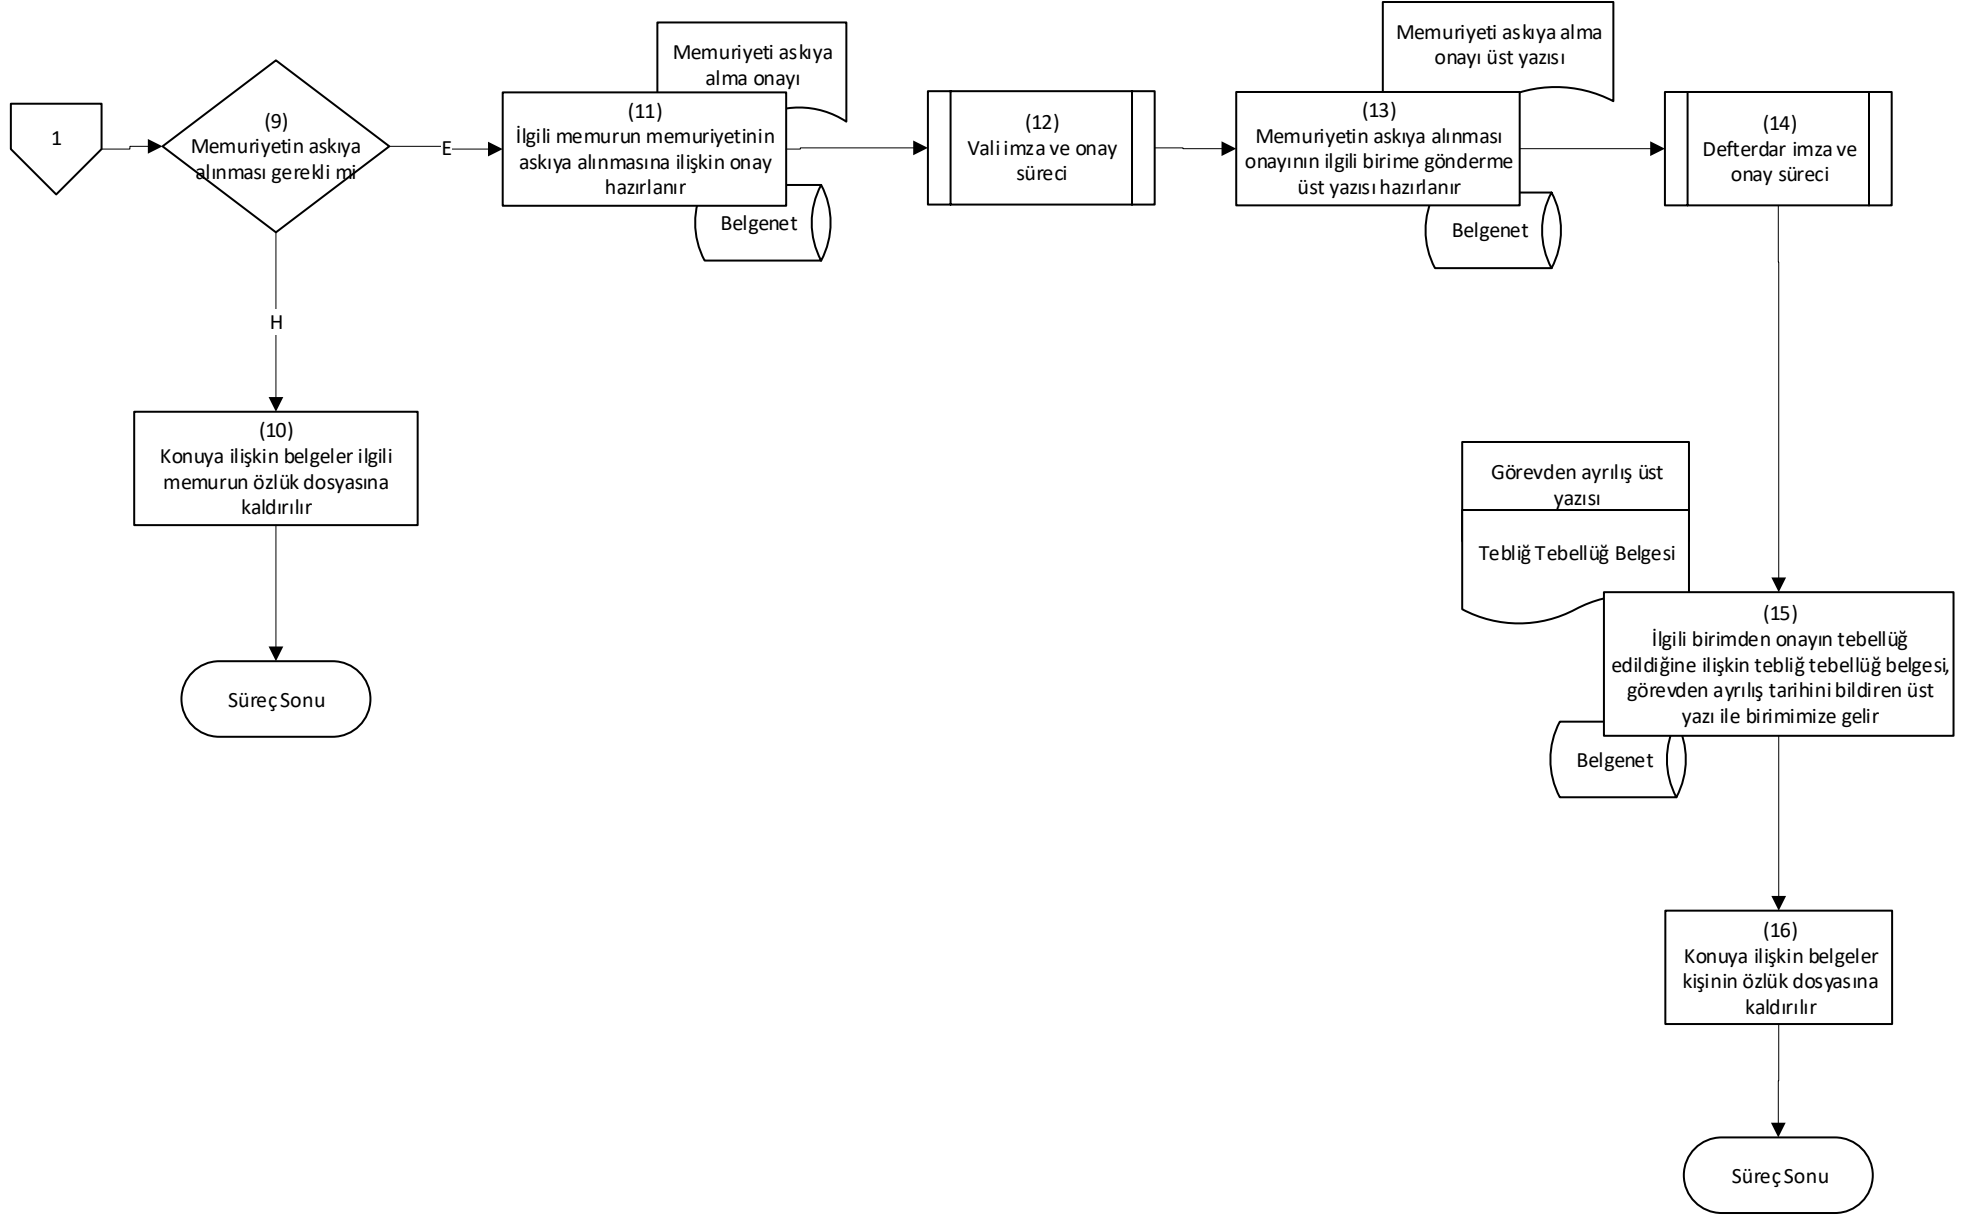 1
(9)
Memuriyetin askıya
alınması gerekli mi
E
H
(10)
Konuya ilişkin belgeler ilgili
memurun özlük dosyasına
kaldırılır
Süreç Sonu
Memuriyeti askıya
alma onayı
(11)
İlgili memurun memuriyetinin
askıya alınmasına ilişkin onay
hazırlanır
Belgenet
(12)
Vali imza ve onay
süreci
Memuriyeti askıya alma
onayı üst yazısı
(13)
Memuriyetin askıya alınması
onayının ilgili birime gönderme
üst yazısı hazırlanır
Belgenet
(14)
Defterdar imza ve
onay süreci
Görevden ayrılış üst
yazısı
Tebliğ Tebellüğ Belgesi
(15)
İlgili birimden onayın tebellüğ
edildiğine ilişkin tebliğ tebellüğ belgesi,
görevden ayrılış tarihini bildiren üst
yazı ile birimimize gelir
Belgenet
(16)
Konuya ilişkin belgeler
kişinin özlük dosyasına
kaldırılır
Süreç Sonu